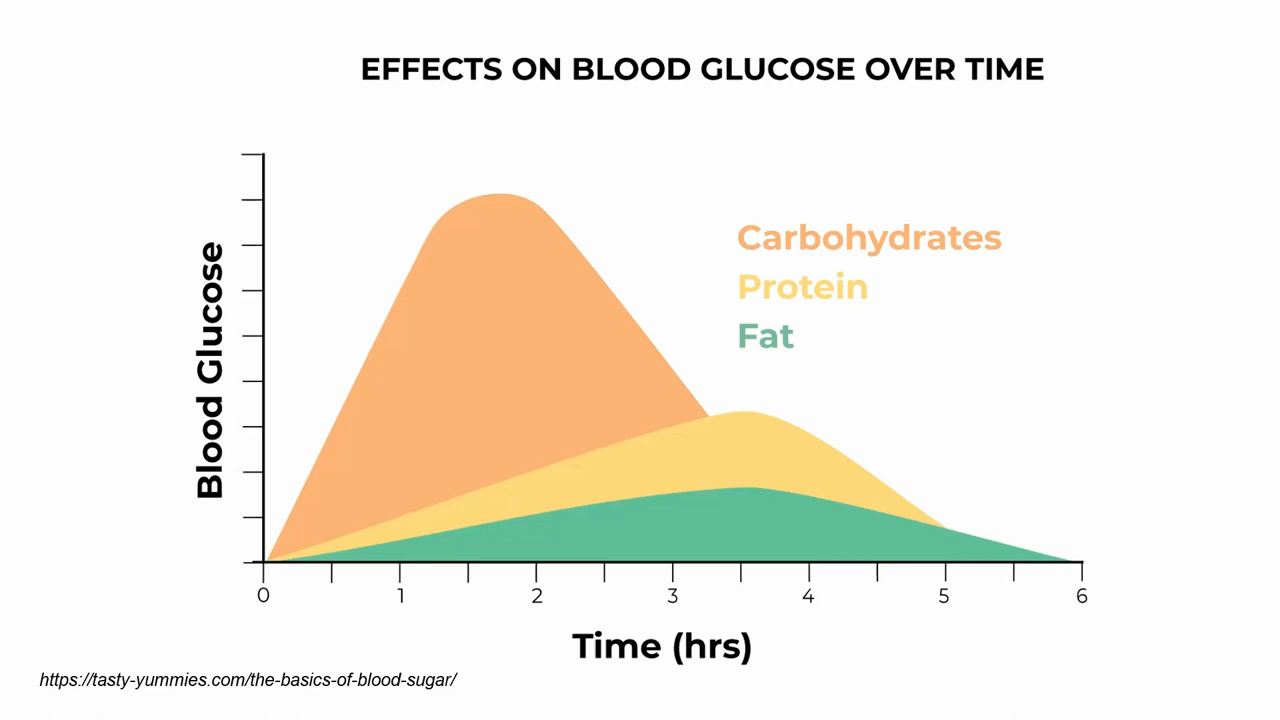 EFFECTS ON BLOOD GLUCOSE OVER TIME
Carbohydrates
Protein
Fat
Blood Glucose
0 1 2 3 4 5 6
Time (hrs)
https://tasty-yummies.com/the-basics-of-blood-sugar/